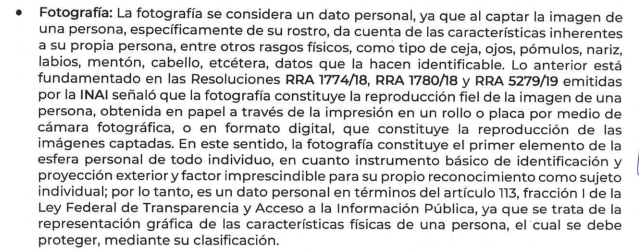 • Fotografía: La fotografía se considera un dato personal, ya que al captar la imagen de
una persona, específicamente de su rostro, da cuenta de las características inherentes
a su propia persona, entre otros rasgos físicos, como tipo de ceja, ojos, pómulos, nariz,
labios, mentón, cabello, etcétera, datos que la hacen identificable. Lo anterior está
fundamentado en las Resoluciones RRA 1774/18, RRA 1780/18 y RRA 5279/19 emitidas
por la INAI señaló que la fotografía constituye la reproducción fiel de la imagen de una
persona, obtenida en papel a través de la impresión en un rollo o placa por medio de
cámara fotográfica, o en formato digital, que constituye la reproducción de las
imágenes captadas. En este sentido, la fotografía constituye el primer elemento de la
esfera personal de todo individuo, en cuanto instrumento básico de identificación y
proyección exterior y factor imprescindible para su propio reconocimiento como sujeto
individual; por lo tanto, es un dato personal en términos del artículo 113, fracción I de la
Ley Federal de Transparencia y Acceso a la Información Pública, ya que se trata de la
representación gráfica de las características físicas de una persona, el cual se debe
proteger, mediante su clasificación.